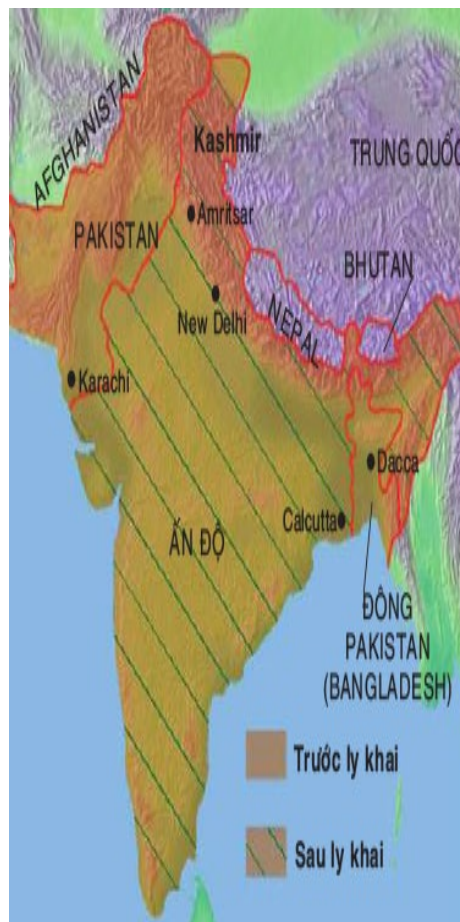 AFGHANISTAN
Kashmir
TRUNG QUỐC
Amritsar
PAKISTAN
BHUTAN
New Delhi
NEPAL
Karachi
Dacca
Calcutta
ẤN ĐỘ
ĐÔNG
PAKISTAN
(BANGLADESH)
Trước ly khai
Sau ly khai